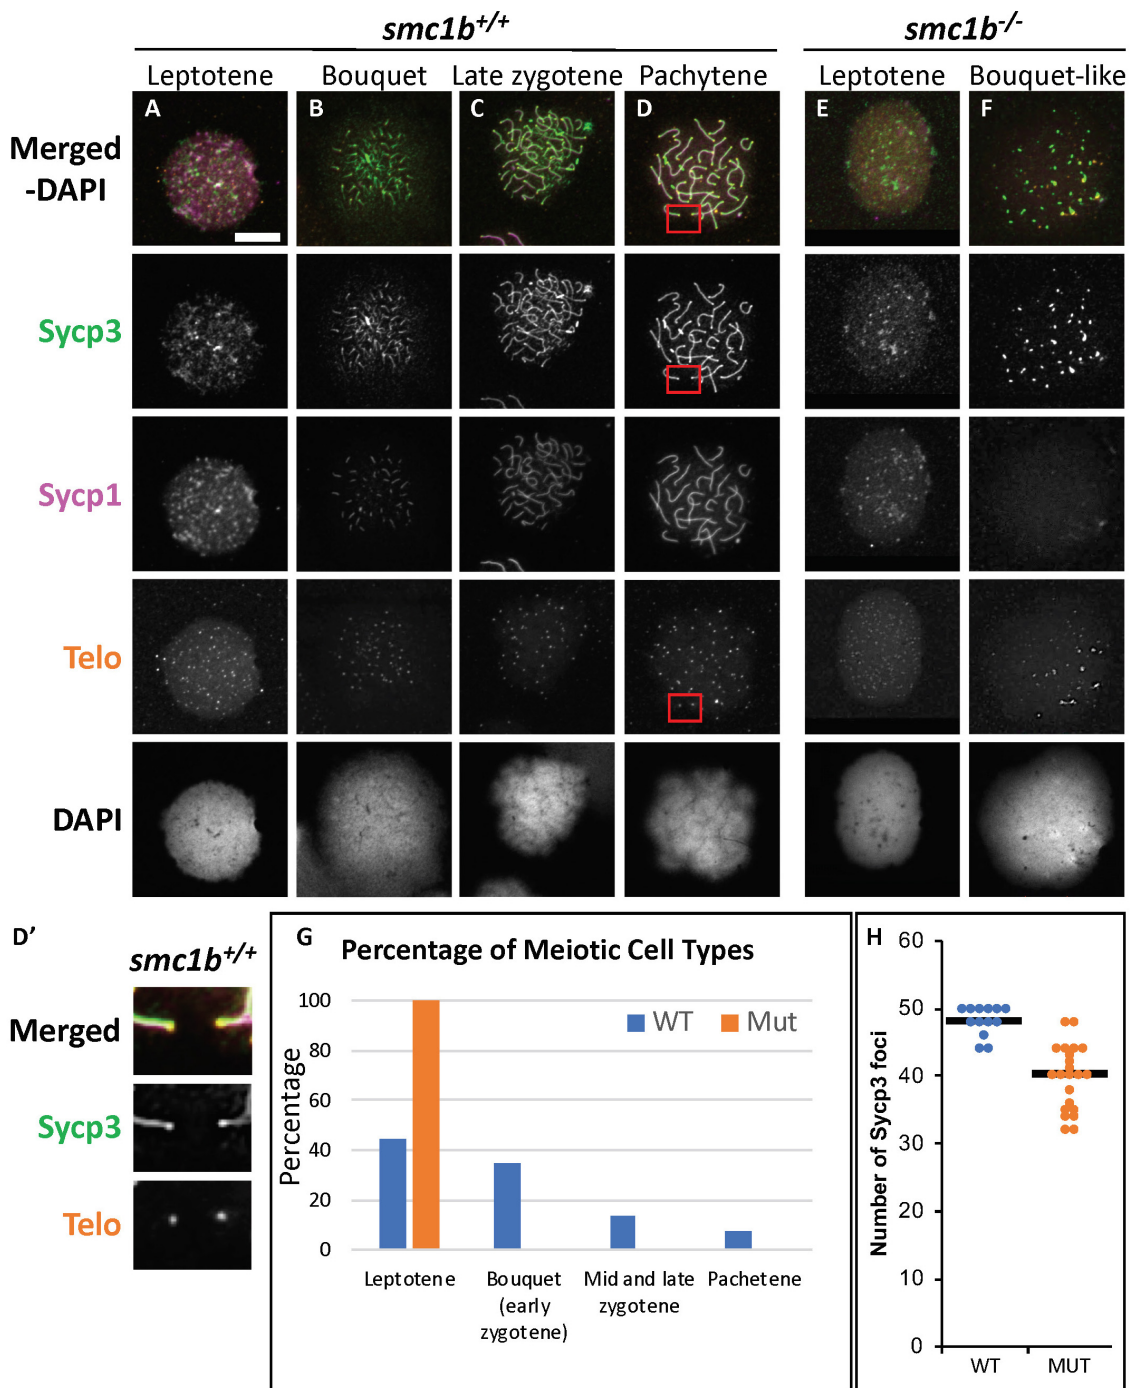 smc1b+/+ smc1b-/-
Leptotene Bouquet Late zygotene Pachytene Leptotene Bouquet-like
A B C D E F
Merged
-DAPI
Sycp3
Sycp1
Telo
DAPI
D'
smc1b+/+
Merged
Sycp3
Telo
G
Percentage of Meiotic Cell Types
WT Mut
Percentage
100
80
60
40
20
0
Leptotene
Bouquet
(early
zygotene)
Mid and late
zygotene
Pachetene
H
Number of Sycp3 foci
60
50
40
30
20
10
0
WT MUT